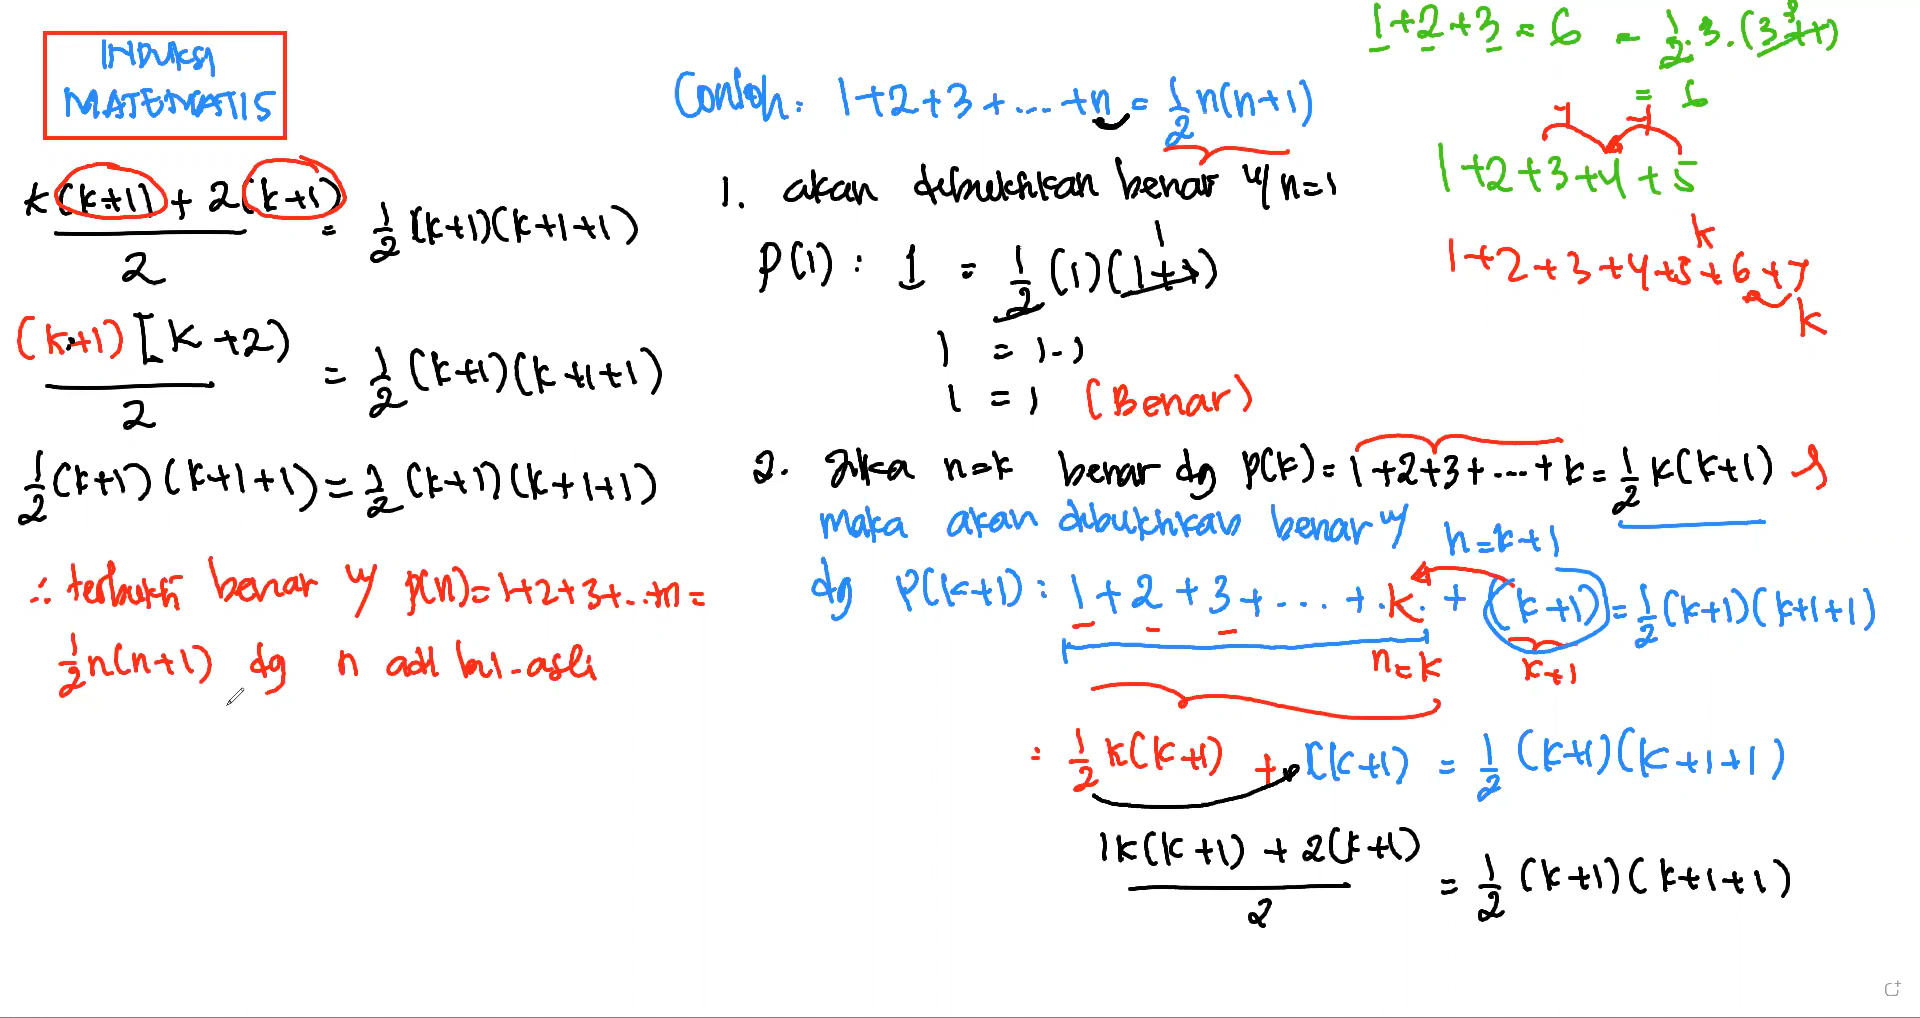 INDUKSI
MATEMATIS
Contoh: 1+2+3+...+n = 1/2 n(n+1)
1. akan dibuktikan benar u/ n=1
P(1): 1 = 1/2 (1)(1+1)
1 = 1·1
1 = 1 (Benar)
2. Jika n=k benar dg P(k)=1+2+3+...+k=1/2 k(k+1)
maka akan dibuktikan benar u/ n=k+1
dg P(k+1): 1+2+3+...+k+(k+1)=1/2(k+1)(k+1+1)
n=k k+1
= 1/2 k(k+1) + (k+1) = 1/2 (k+1)(k+1+1)
1k(k+1) + 2(k+1) / 2 = 1/2 (k+1)(k+1+1)
k(k+1) + 2(k+1) / 2 = 1/2 (k+1)(k+1+1)
(k+1)[k+2) / 2 = 1/2 (k+1)(k+1+1)
1/2 (k+1)(k+1+1) = 1/2 (k+1)(k+1+1)
∴ terbukti benar u/ p(n)=1+2+3+...+n=
1/2 n(n+1) dg n adl bil-asli
1+2+3 = 6 = 1/2·3·(3+1)
= 6
1+2+3+4+5
k
1+2+3+4+5+6+7
k